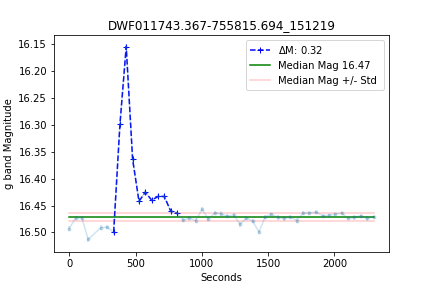 DWF011743.367-755815.694_151219
ΔM: 0.32
Median Mag 16.47
Median Mag +/- Std
g band Magnitude
16.15
16.20
16.25
16.30
16.35
16.40
16.45
16.50
0
500
1000
1500
2000
Seconds